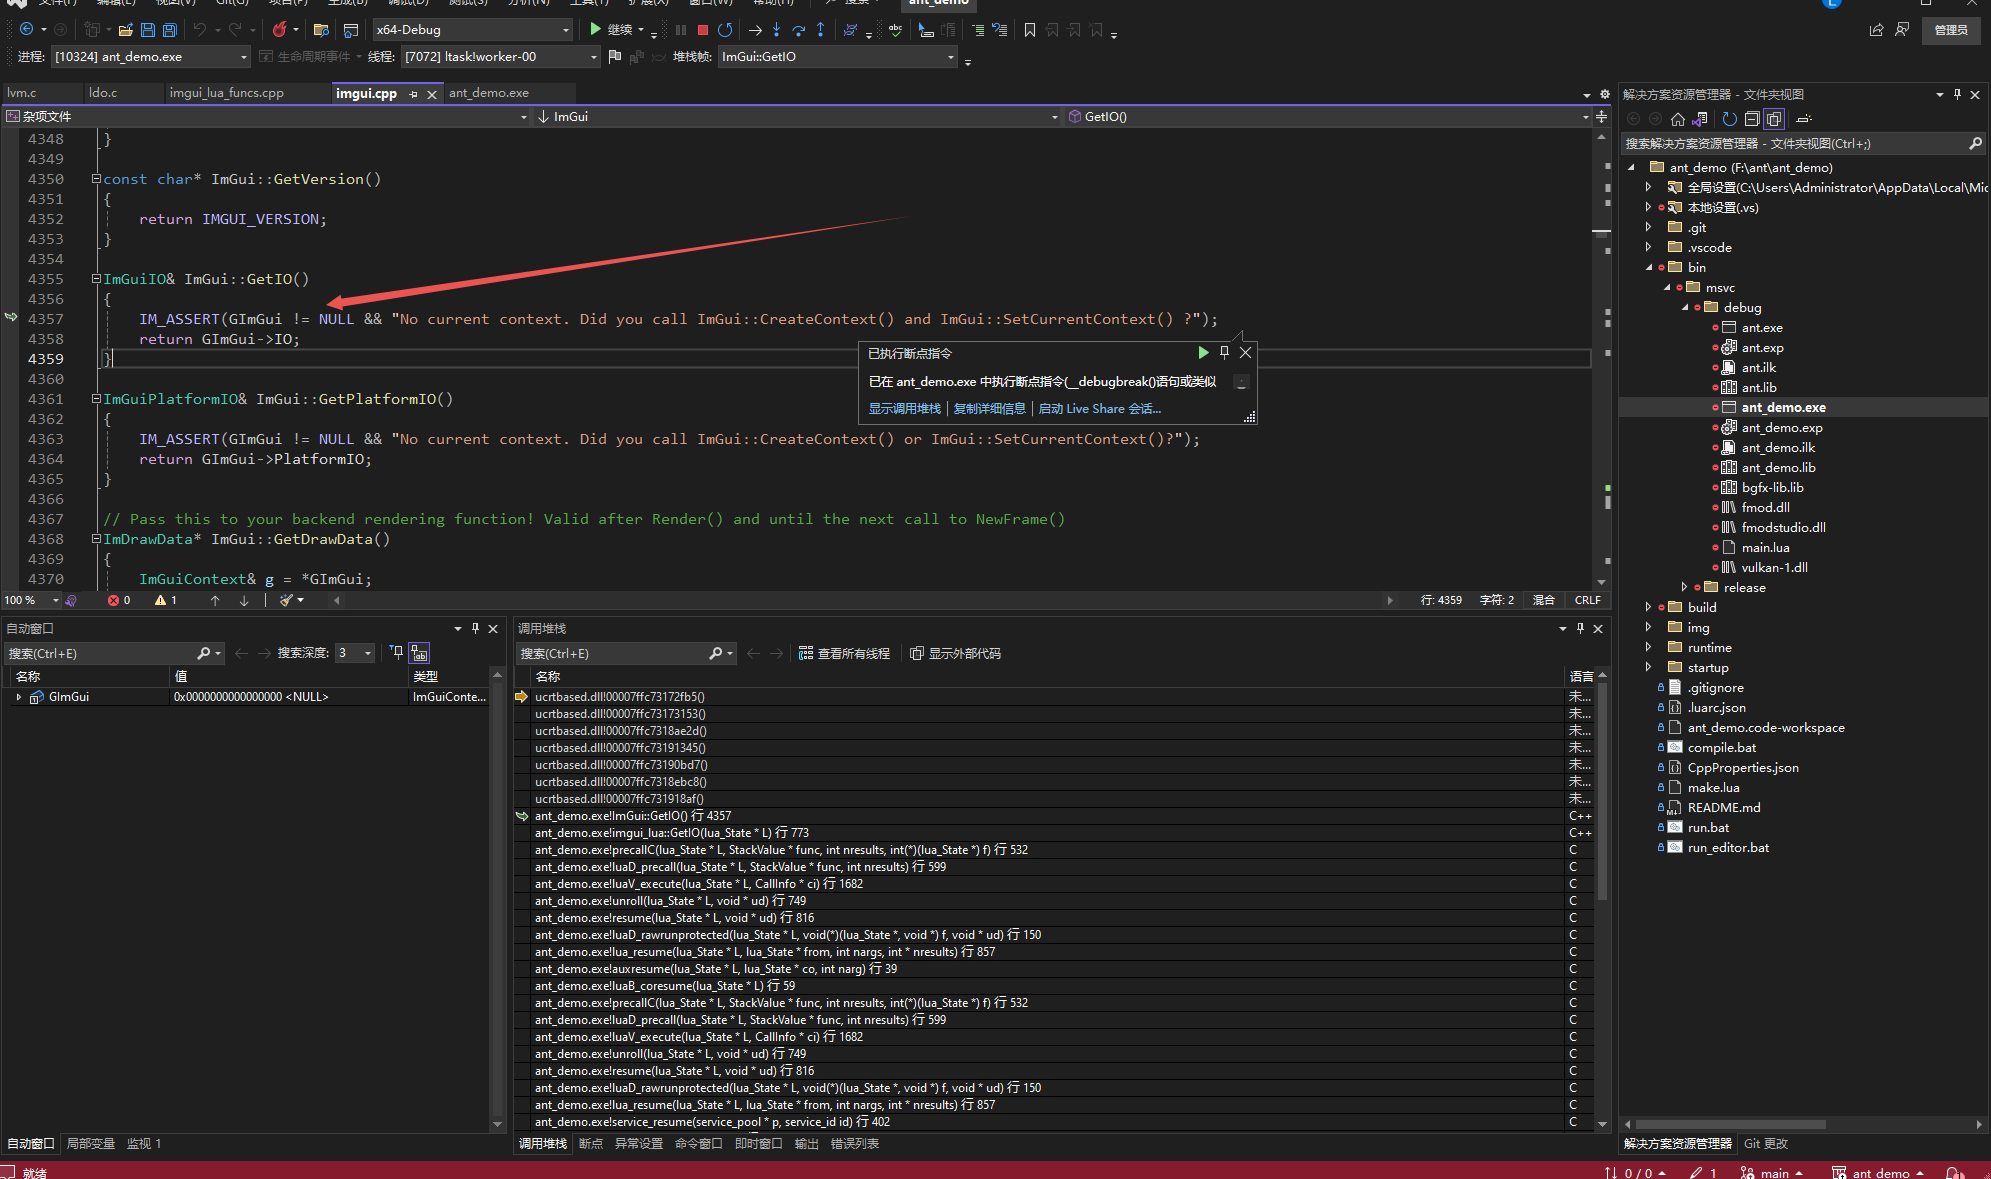 文件(F) 编辑(E) 视图(V) Git(G) 项目(P) 生成(B) 调试(D) 测试(S) 分析(N) 工具(T) 扩展(X) 窗口(W) 帮助(H) 搜索 ant_demo
x64-Debug 继续 管理员
进程: [10324] ant_demo.exe 生命周期事件 线程: [7072] ltask!worker-00 堆栈帧: ImGui::GetIO
lvm.c ldo.c imgui_lua_funcs.cpp imgui.cpp ant_demo.exe
杂项文件 ImGui GetIO()
4348 }
4349
4350 const char* ImGui::GetVersion()
4351 {
4352 return IMGUI_VERSION;
4353 }
4354
4355 ImGuiIO& ImGui::GetIO()
4356 {
4357 IM_ASSERT(GImGui != NULL && "No current context. Did you call ImGui::CreateContext() and ImGui::SetCurrentContext() ?");
4358 return GImGui->IO;
4359 }
4360
4361 ImGuiPlatformIO& ImGui::GetPlatformIO()
4362 {
4363 IM_ASSERT(GImGui != NULL && "No current context. Did you call ImGui::CreateContext() or ImGui::SetCurrentContext()?");
4364 return GImGui->PlatformIO;
4365 }
4366
4367 // Pass this to your backend rendering function! Valid after Render() and until the next call to NewFrame()
4368 ImDrawData* ImGui::GetDrawData()
4369 {
4370 ImGuiContext& g = *GImGui;
已执行断点指令
已在 ant_demo.exe 中执行断点指令(__debugbreak()语句或类似
显示调用堆栈 | 复制详细信息 | 启动 Live Share 会话...
100 % 0 1 行: 4359 字符: 2 混合 CRLF
自动窗口
搜索(Ctrl+E) 搜索深度: 3
名称 值 类型
GImGui 0x0000000000000000 <NULL> ImGuiConte...
自动窗口 局部变量 监视 1
调用堆栈
搜索(Ctrl+E) 查看所有线程 显示外部代码
名称 语言
ucrtbased.dll!00007ffc73172fb5() 未...
ucrtbased.dll!00007ffc73173153() 未...
ucrtbased.dll!00007ffc7318ae2d() 未...
ucrtbased.dll!00007ffc73191345() 未...
ucrtbased.dll!00007ffc73190bd7() 未...
ucrtbased.dll!00007ffc7318ebc8() 未...
ucrtbased.dll!00007ffc731918af() 未...
ant_demo.exe!ImGui::GetIO() 行 4357 C++
ant_demo.exe!imgui_lua::GetIO(lua_State * L) 行 773 C++
ant_demo.exe!precallC(lua_State * L, StackValue * func, int nresults, int(*)(lua_State *) f) 行 532 C
ant_demo.exe!luaD_precall(lua_State * L, StackValue * func, int nresults) 行 599 C
ant_demo.exe!luaV_execute(lua_State * L, CallInfo * ci) 行 1682 C
ant_demo.exe!unroll(lua_State * L, void * ud) 行 749 C
ant_demo.exe!resume(lua_State * L, void * ud) 行 816 C
ant_demo.exe!luaD_rawrunprotected(lua_State * L, void(*)(lua_State *, void *) f, void * ud) 行 150 C
ant_demo.exe!lua_resume(lua_State * L, lua_State * from, int nargs, int * nresults) 行 857 C
ant_demo.exe!auxresume(lua_State * L, lua_State * co, int narg) 行 39 C
ant_demo.exe!luaB_coresume(lua_State * L) 行 59 C
ant_demo.exe!precallC(lua_State * L, StackValue * func, int nresults, int(*)(lua_State *) f) 行 532 C
ant_demo.exe!luaD_precall(lua_State * L, StackValue * func, int nresults) 行 599 C
ant_demo.exe!luaV_execute(lua_State * L, CallInfo * ci) 行 1682 C
ant_demo.exe!unroll(lua_State * L, void * ud) 行 749 C
ant_demo.exe!resume(lua_State * L, void * ud) 行 816 C
ant_demo.exe!luaD_rawrunprotected(lua_State * L, void(*)(lua_State *, void *) f, void * ud) 行 150 C
ant_demo.exe!lua_resume(lua_State * L, lua_State * from, int nargs, int * nresults) 行 857 C
ant_demo.exe!service_resume(service_pool * p, service_id id) 行 402 C
调用堆栈 断点 异常设置 命令窗口 即时窗口 输出 错误列表
解决方案资源管理器 - 文件夹视图
搜索解决方案资源管理器 - 文件夹视图(Ctrl+;)
ant_demo (F:\ant\ant_demo)
全局设置(C:\Users\Administrator\AppData\Local\Mic
本地设置(.vs)
.git
.vscode
bin
msvc
debug
ant.exe
ant.exp
ant.ilk
ant.lib
ant_demo.exe
ant_demo.exp
ant_demo.ilk
ant_demo.lib
bgfx-lib.lib
fmod.dll
fmodstudio.dll
main.lua
vulkan-1.dll
release
build
img
runtime
startup
.gitignore
.luarc.json
ant_demo.code-workspace
compile.bat
CppProperties.json
make.lua
README.md
run.bat
run_editor.bat
解决方案资源管理器 Git 更改
就绪 0 / 0 1 main ant_demo